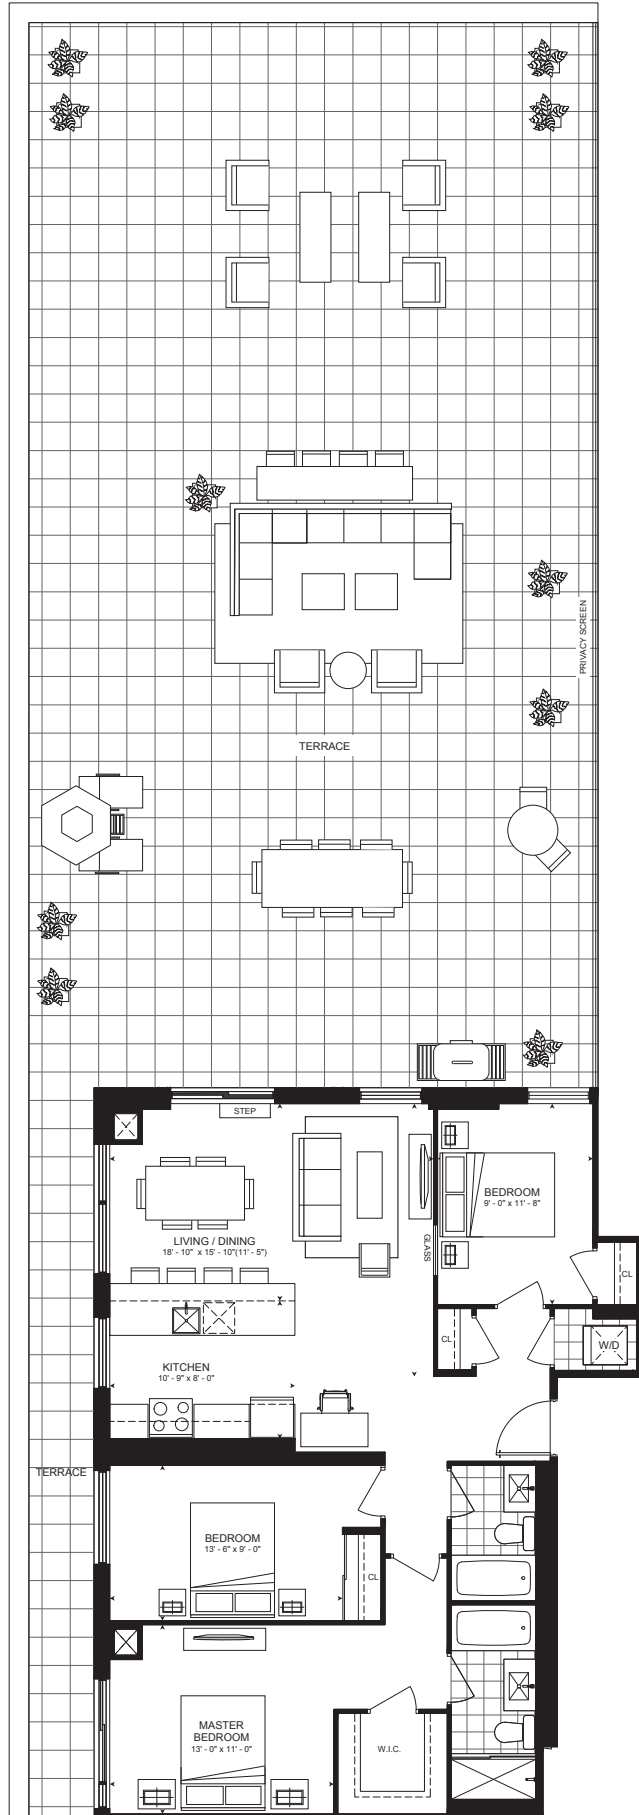 PRIVACY SCREEN
TERRACE
STEP
BEDROOM
9' - 0" x 11' - 8"
LIVING / DINING
18' - 10" x 15' - 10"(11' - 5")
GLASS
CL
CL
W/D
KITCHEN
10' - 9" x 8' - 0"
TERRACE
BEDROOM
13' - 6" x 9' - 0"
CL
MASTER
BEDROOM
13' - 0" x 11' - 0"
W.I.C.